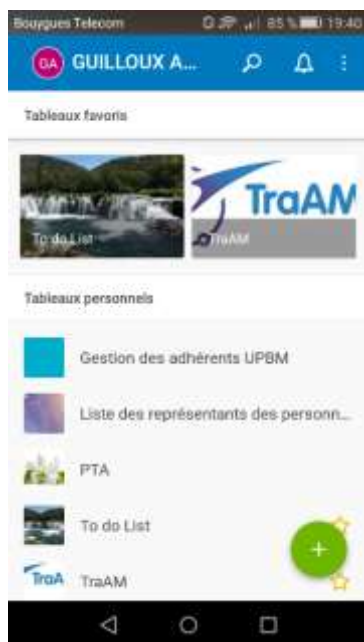 Bouygues Telecom 85 % 19:40
GA GUILLOUX A...
Tableaux favoris
TraAM
To do List TraAM
Tableaux personnels
Gestion des adhérents UPBM
Liste des représentants des personn...
PTA
To do List
TraAM TraAM